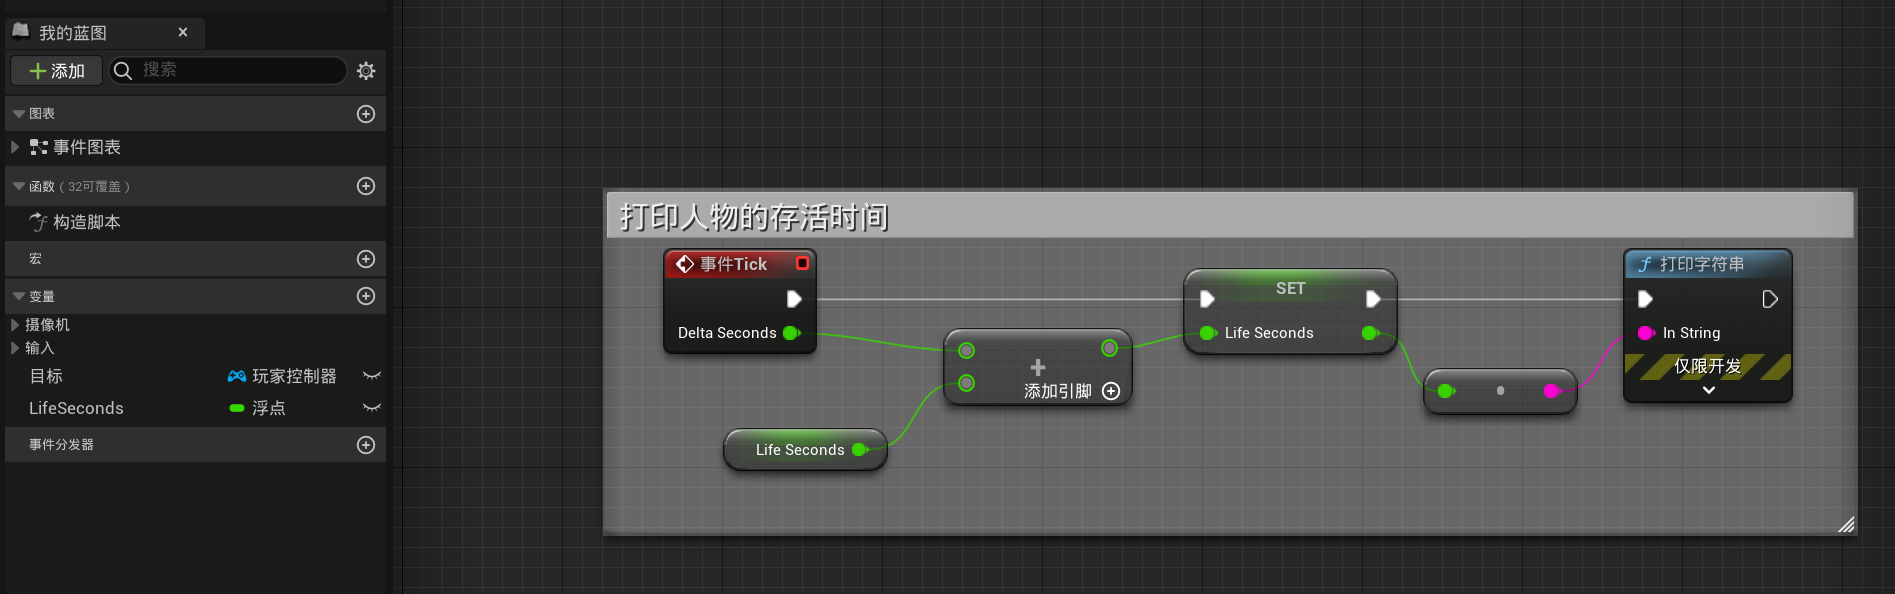 我的蓝图
添加
搜索
图表
事件图表
函数（32可覆盖）
构造脚本
宏
变量
摄像机
输入
目标 玩家控制器
LifeSeconds 浮点
事件分发器
打印人物的存活时间
事件Tick
Delta Seconds
Life Seconds
添加引脚
SET
Life Seconds
打印字符串
In String
仅限开发